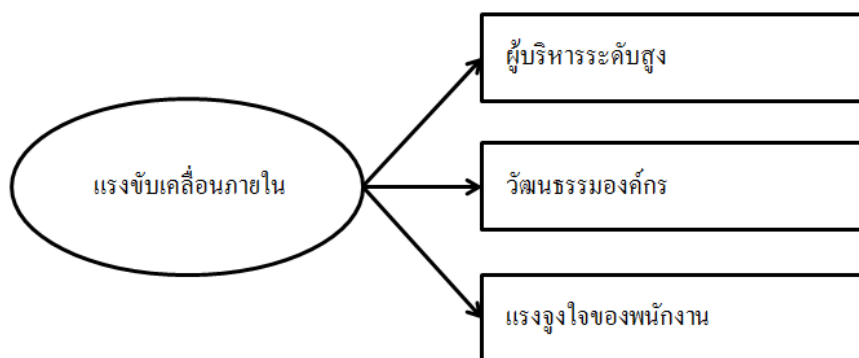 ผู้บริหารระดับสูง
แรงขับเคลื่อนภายใน
วัฒนธรรมองค์กร
แรงจูงใจของพนักงาน